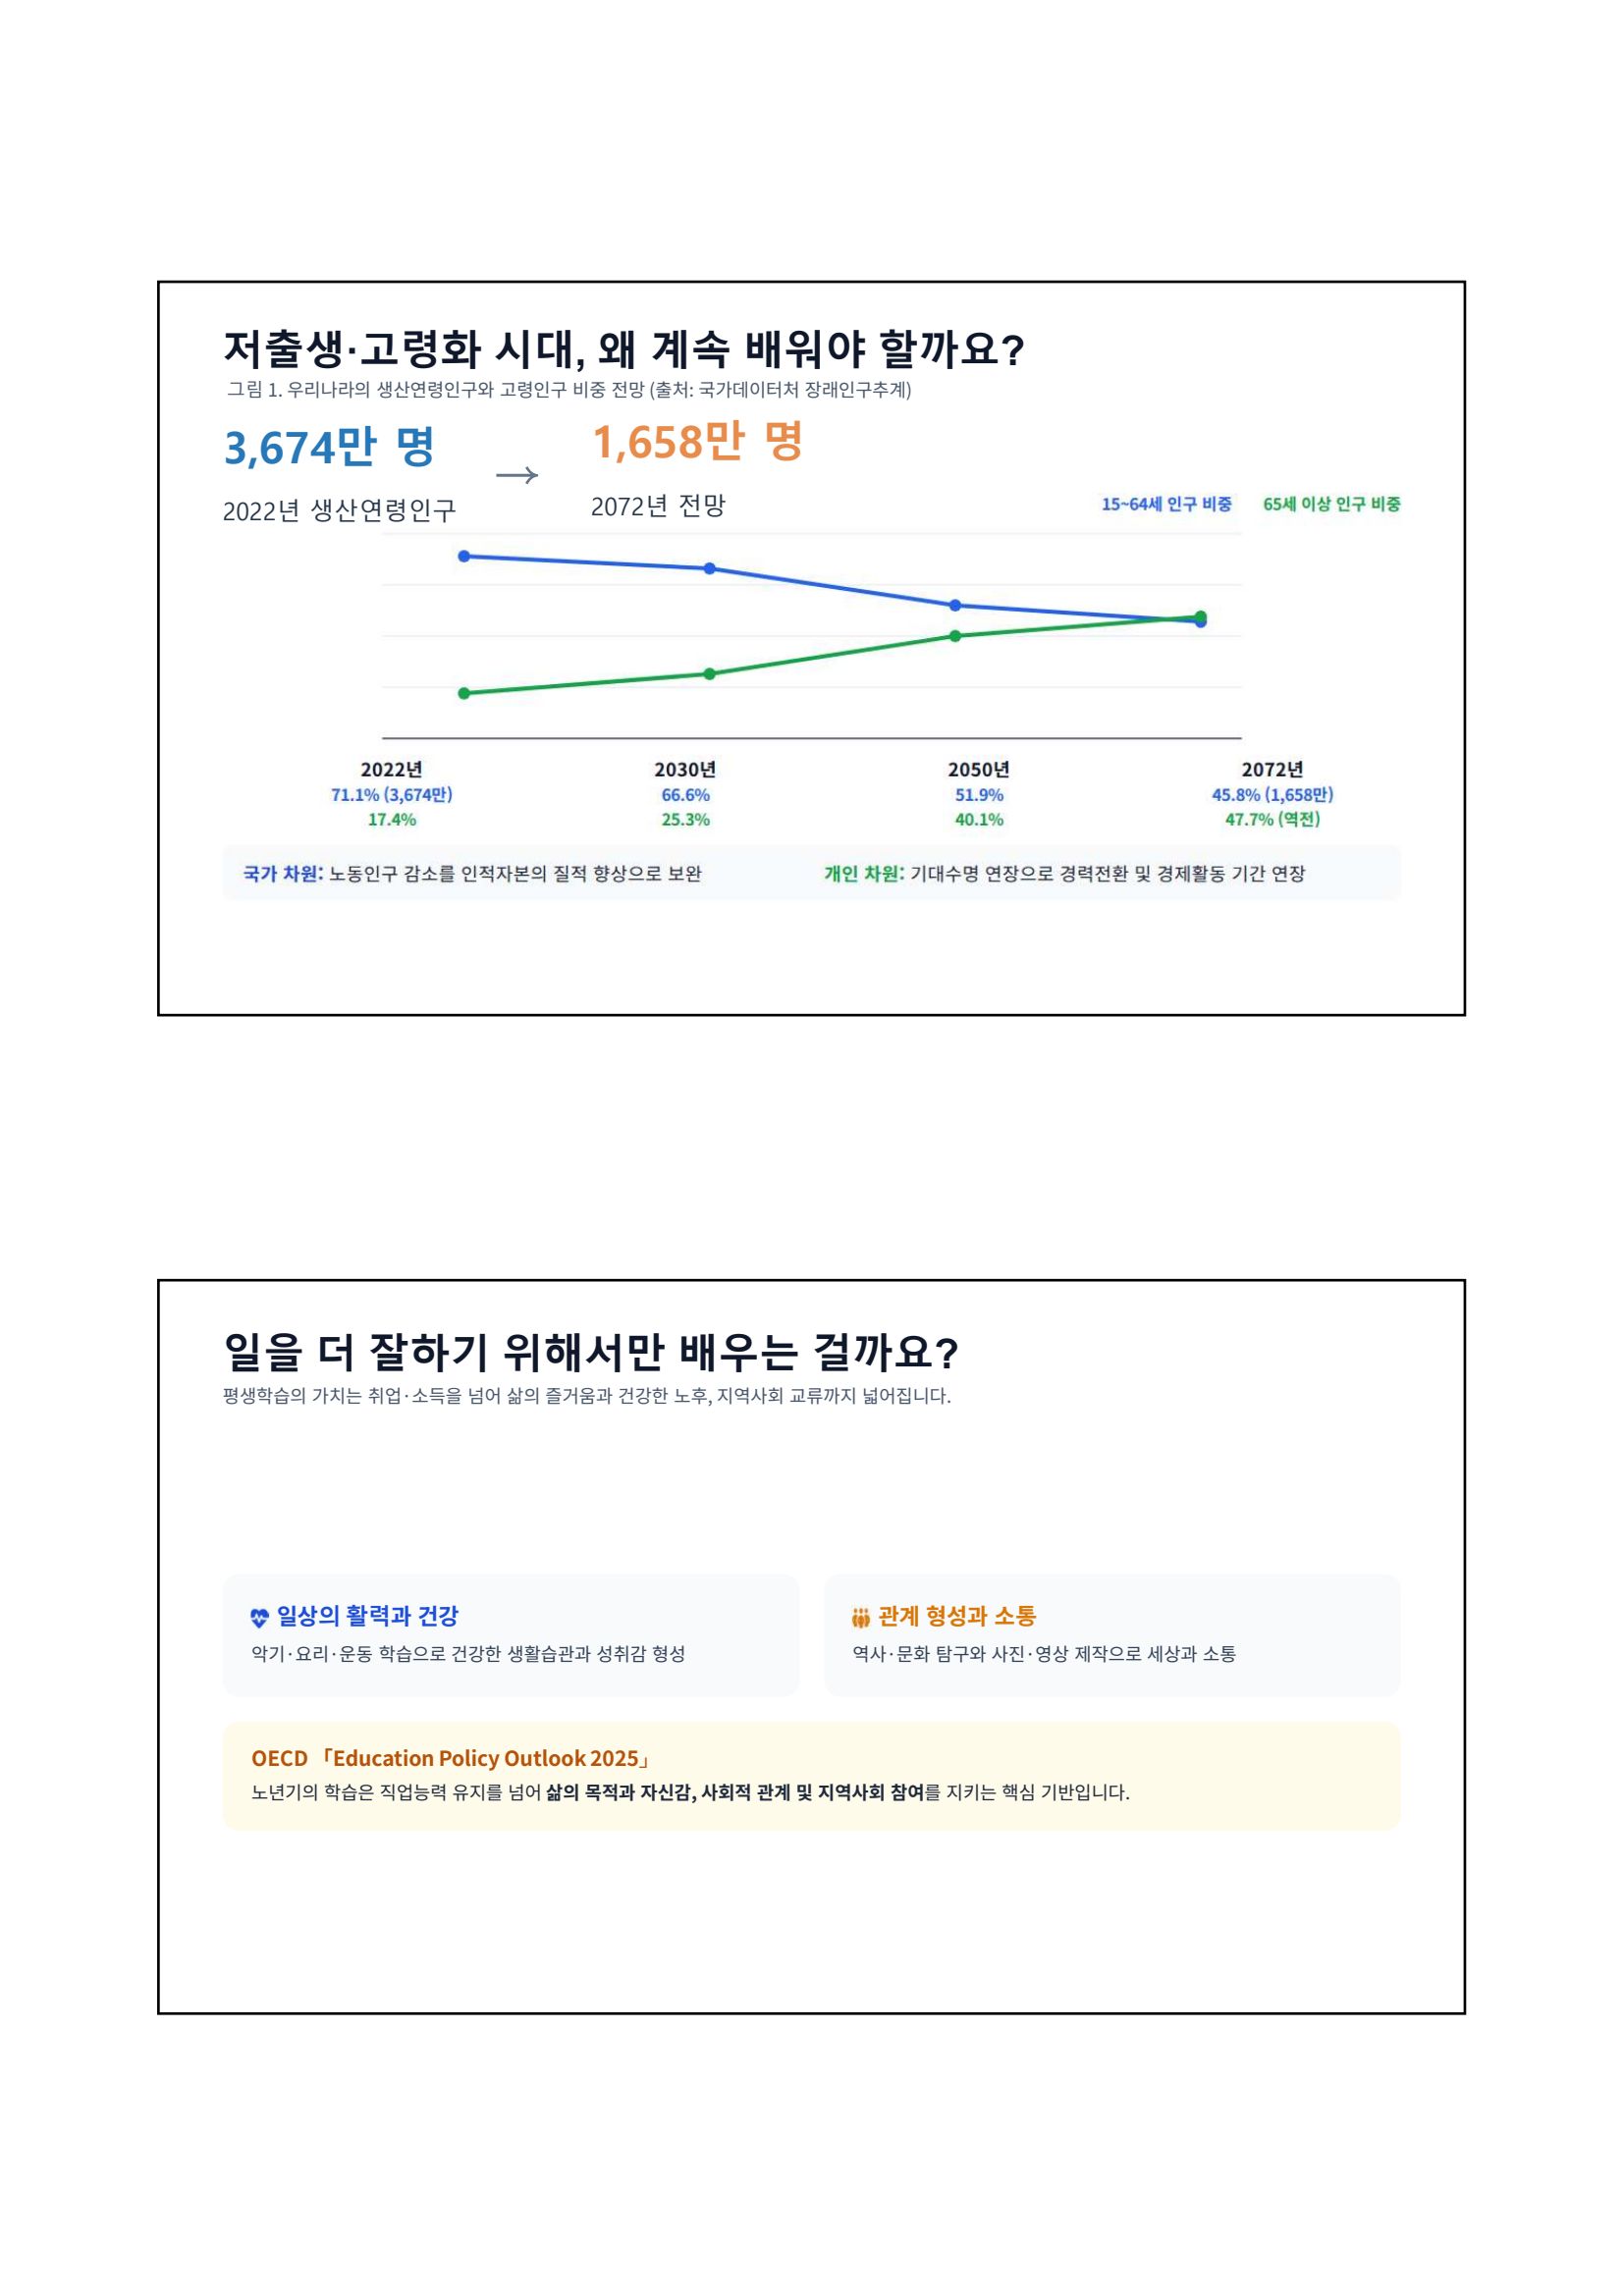 저출생·고령화 시대, 왜 계속 배워야 할까요?
그림 1. 우리나라의 생산연령인구와 고령인구 비중 전망 (출처: 국가데이터처 장래인구추계)
3,674만 명
→
1,658만 명
2022년 생산연령인구
2072년 전망
15~64세 인구 비중 65세 이상 인구 비중
2022년 2030년 2050년 2072년
71.1% (3,674만) 66.6% 51.9% 45.8% (1,658만)
17.4% 25.3% 40.1% 47.7% (역전)
국가 차원: 노동인구 감소를 인적자본의 질적 향상으로 보완 개인 차원: 기대수명 연장으로 경력전환 및 경제활동 기간 연장
일을 더 잘하기 위해서만 배우는 걸까요?
평생학습의 가치는 취업·소득을 넘어 삶의 즐거움과 건강한 노후, 지역사회 교류까지 넓어집니다.
일상의 활력과 건강
악기·요리·운동 학습으로 건강한 생활습관과 성취감 형성
관계 형성과 소통
역사·문화 탐구와 사진·영상 제작으로 세상과 소통
OECD 「Education Policy Outlook 2025」
노년기의 학습은 직업능력 유지를 넘어 삶의 목적과 자신감, 사회적 관계 및 지역사회 참여를 지키는 핵심 기반입니다.